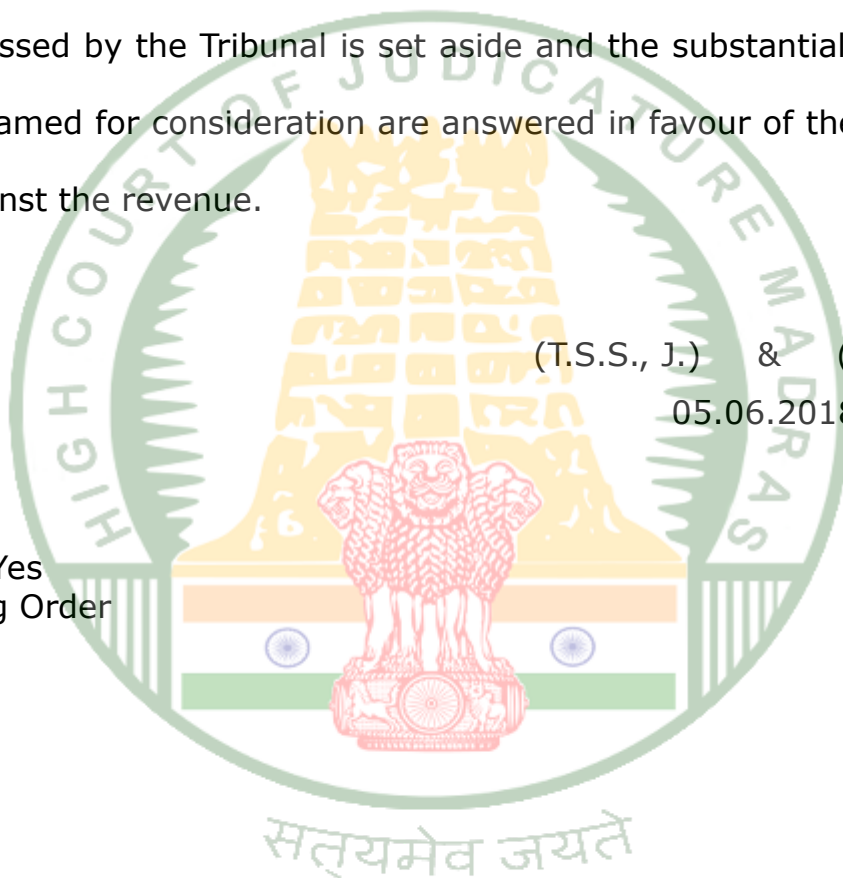 ssed by the Tribunal is set aside and the substantial
amed for consideration are answered in favour of the
nst the revenue.
(T.S.S., J.) & (
05.06.2018
Yes
g Order
HIGH COURT OF JUDICATURE MADRAS
सत्यमेव जयते